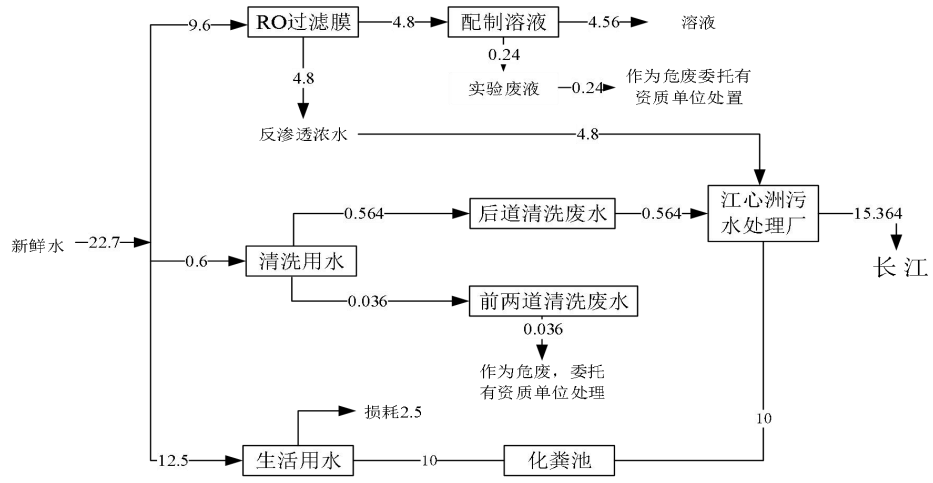 9.6
RO过滤膜
4.8
配制溶液
4.56
溶液
0.24
4.8
实验废液
0.24
作为危废委托有
资质单位处置
反渗透浓水
4.8
江心洲污
水处理厂
0.564
后道清洗废水
0.564
15.364
新鲜水
22.7
0.6
清洗用水
长江
0.036
前两道清洗废水
0.036
作为危废，委托
有资质单位处理
损耗2.5
10
12.5
生活用水
10
化粪池